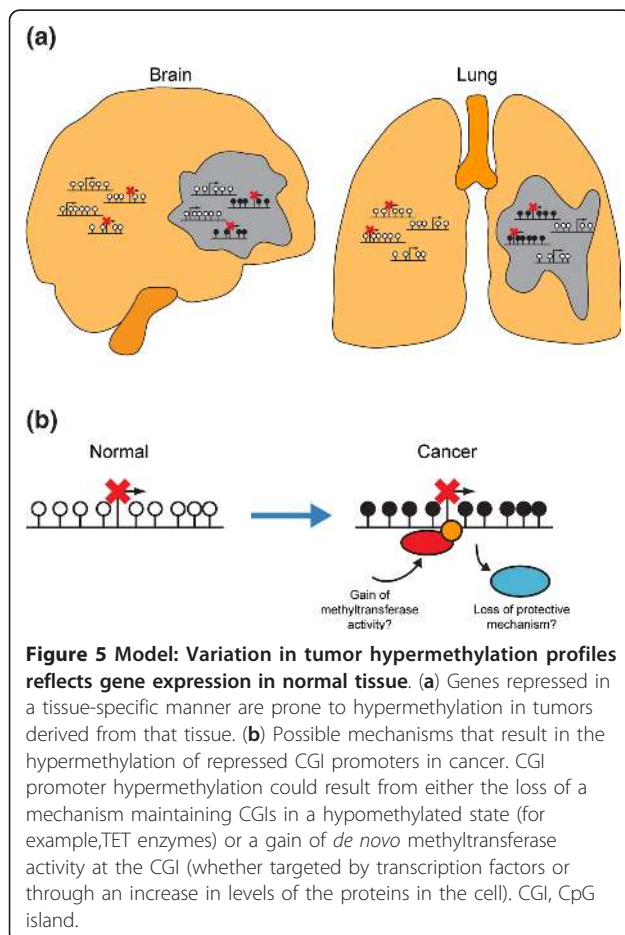 (a)
Brain
Lung
(b)
Normal
Cancer
Gain of
methyltransferase
activity?
Loss of protective
mechanism?
Figure 5 Model: Variation in tumor hypermethylation profiles
reflects gene expression in normal tissue. (a) Genes repressed in
a tissue-specific manner are prone to hypermethylation in tumors
derived from that tissue. (b) Possible mechanisms that result in the
hypermethylation of repressed CGI promoters in cancer. CGI
promoter hypermethylation could result from either the loss of a
mechanism maintaining CGIs in a hypomethylated state (for
example,TET enzymes) or a gain of de novo methyltransferase
activity at the CGI (whether targeted by transcription factors or
through an increase in levels of the proteins in the cell). CGI, CpG
island.